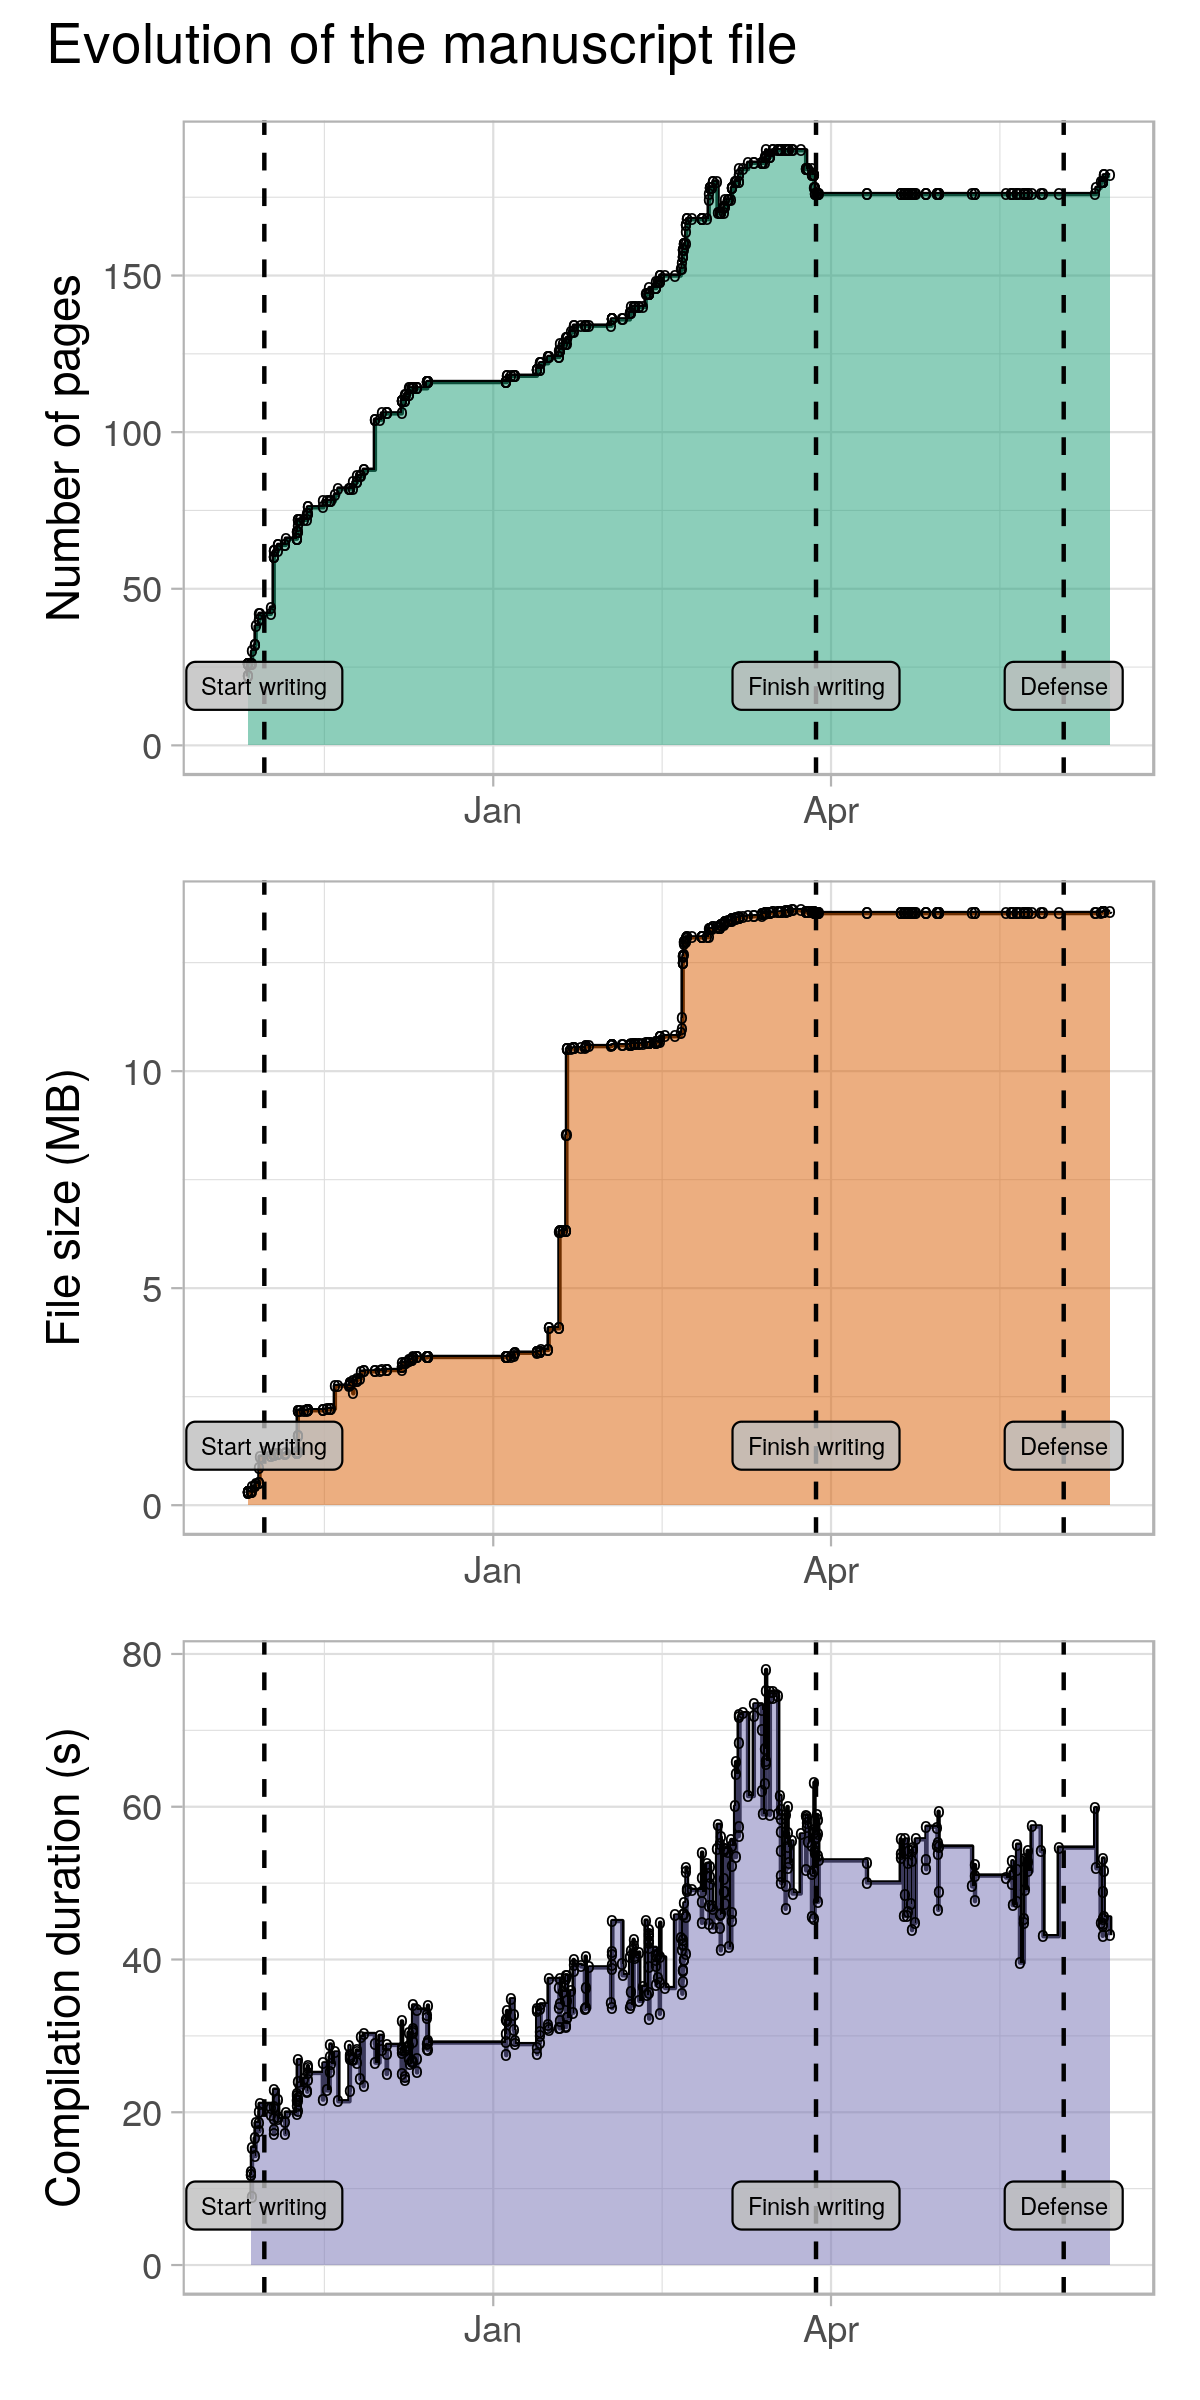 Evolution of the manuscript file
Number of pages
150
100
50
0
Start writing
Finish writing
Defense
Jan
Apr
File size (MB)
10
5
0
Start writing
Finish writing
Defense
Jan
Apr
Compilation duration (s)
80
60
40
20
0
Start writing
Finish writing
Defense
Jan
Apr